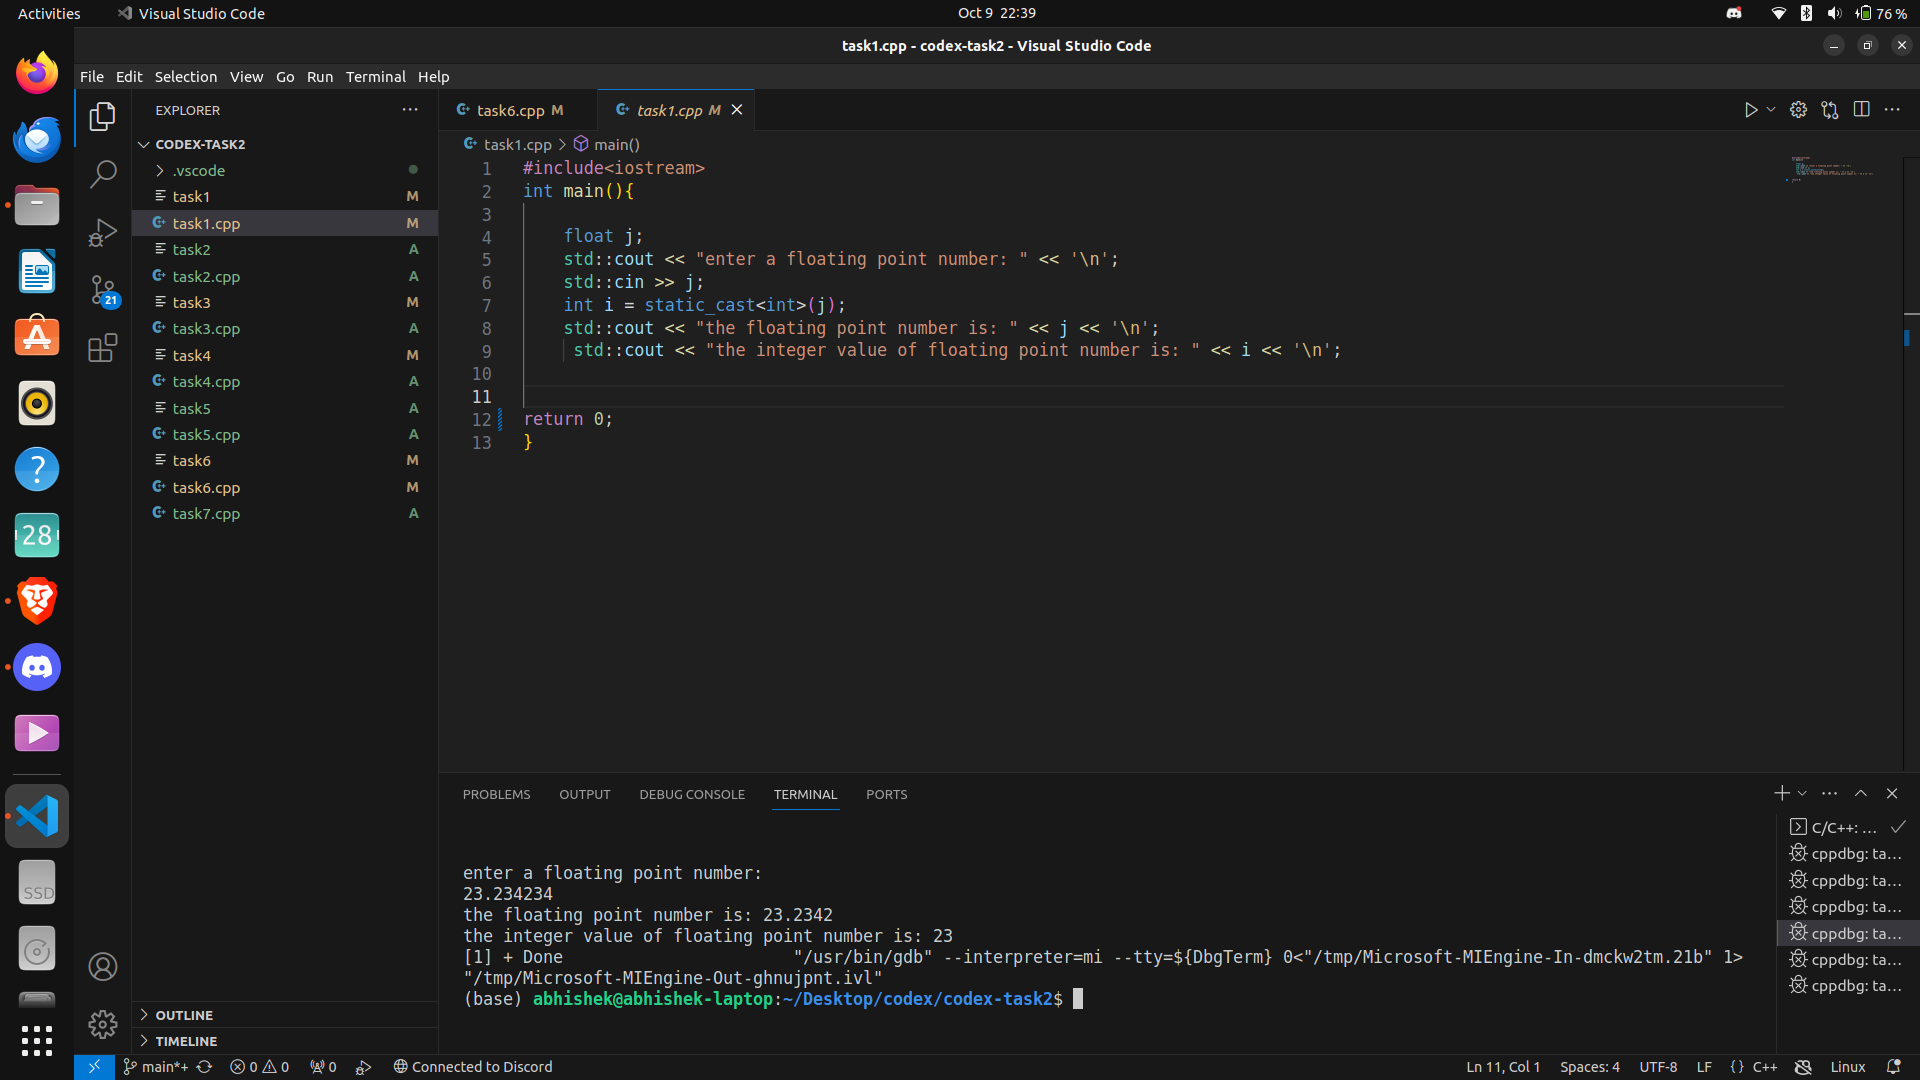 Activities Visual Studio Code Oct 9 22:39 76 %
task1.cpp - codex-task2 - Visual Studio Code
File Edit Selection View Go Run Terminal Help
EXPLORER
CODEX-TASK2
.vscode
task1 M
task1.cpp M
task2 A
task2.cpp A
task3 M
task3.cpp A
task4 M
task4.cpp A
task5 A
task5.cpp A
task6 M
task6.cpp M
task7.cpp A
OUTLINE
TIMELINE
21
28
SSD
task6.cpp M task1.cpp M
task1.cpp > main()
1 #include<iostream>
2 int main(){
3
4 float j;
5 std::cout << "enter a floating point number: " << '\n';
6 std::cin >> j;
7 int i = static_cast<int>(j);
8 std::cout << "the floating point number is: " << j << '\n';
9 std::cout << "the integer value of floating point number is: " << i << '\n';
10
11
12 return 0;
13 }
PROBLEMS OUTPUT DEBUG CONSOLE TERMINAL PORTS
enter a floating point number:
23.234234
the floating point number is: 23.2342
the integer value of floating point number is: 23
[1] + Done "/usr/bin/gdb" --interpreter=mi --tty=${DbgTerm} 0<"/tmp/Microsoft-MIEngine-In-dmckw2tm.21b" 1>
"/tmp/Microsoft-MIEngine-Out-ghnujpnt.ivl"
(base) abhishek@abhishek-laptop:~/Desktop/codex/codex-task2$
C/C++: ...
cppdbg: ta...
cppdbg: ta...
cppdbg: ta...
cppdbg: ta...
cppdbg: ta...
cppdbg: ta...
main*+ 0 0 0 Connected to Discord Ln 11, Col 1 Spaces: 4 UTF-8 LF {} C++ Linux